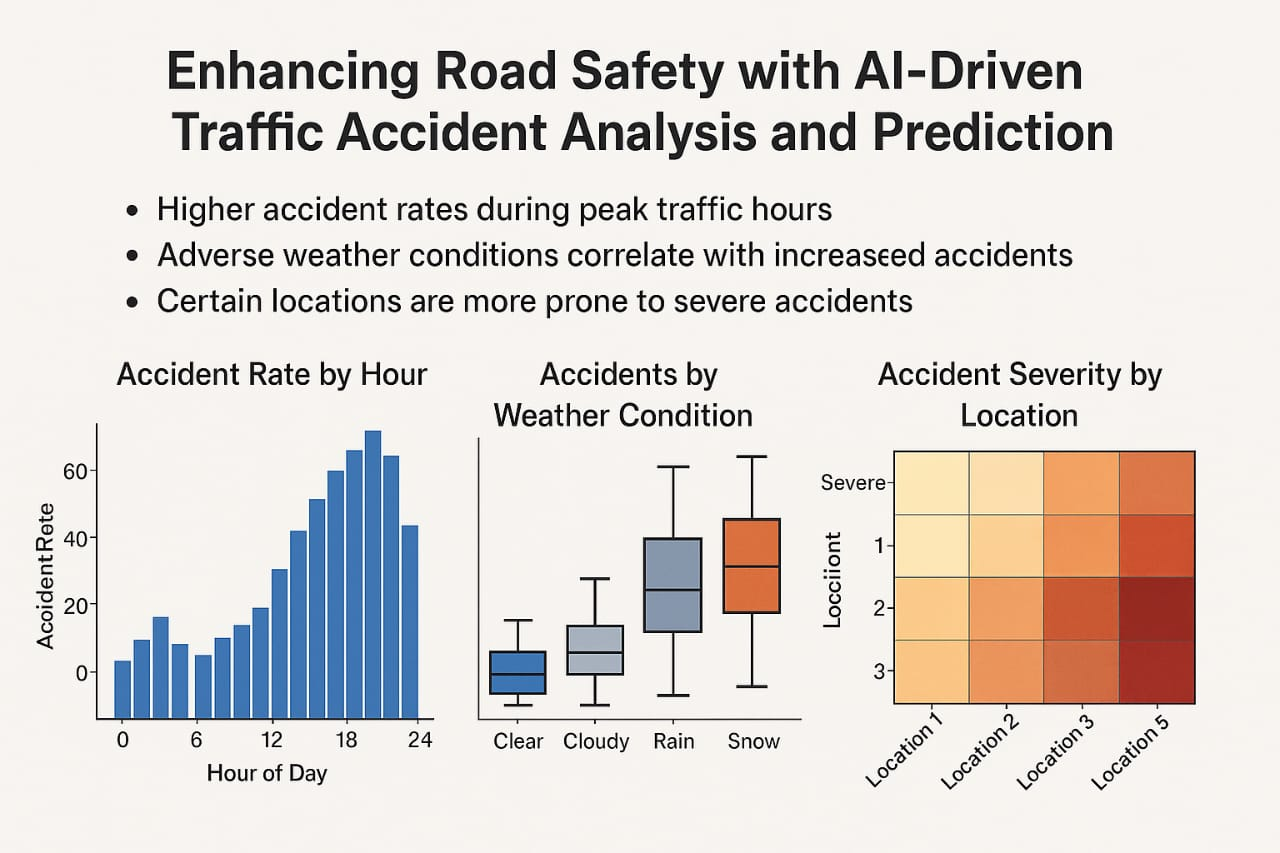 Enhancing Road Safety with AI-Driven
Traffic Accident Analysis and Prediction
• Higher accident rates during peak traffic hours
• Adverse weather conditions correlate with increaseed accidents
• Certain locations are more prone to severe accidents
Accident Rate by Hour
60
40
20
0
AcoidentRete
0 6 12 18 24
Hour of Day
Accidents by
Weather Condition
Clear Cloudy Rain Snow
Accident Severity by
Location
Severe
1
2
3
Locciiont
Location 1 Location 2 Location 3 Location 5